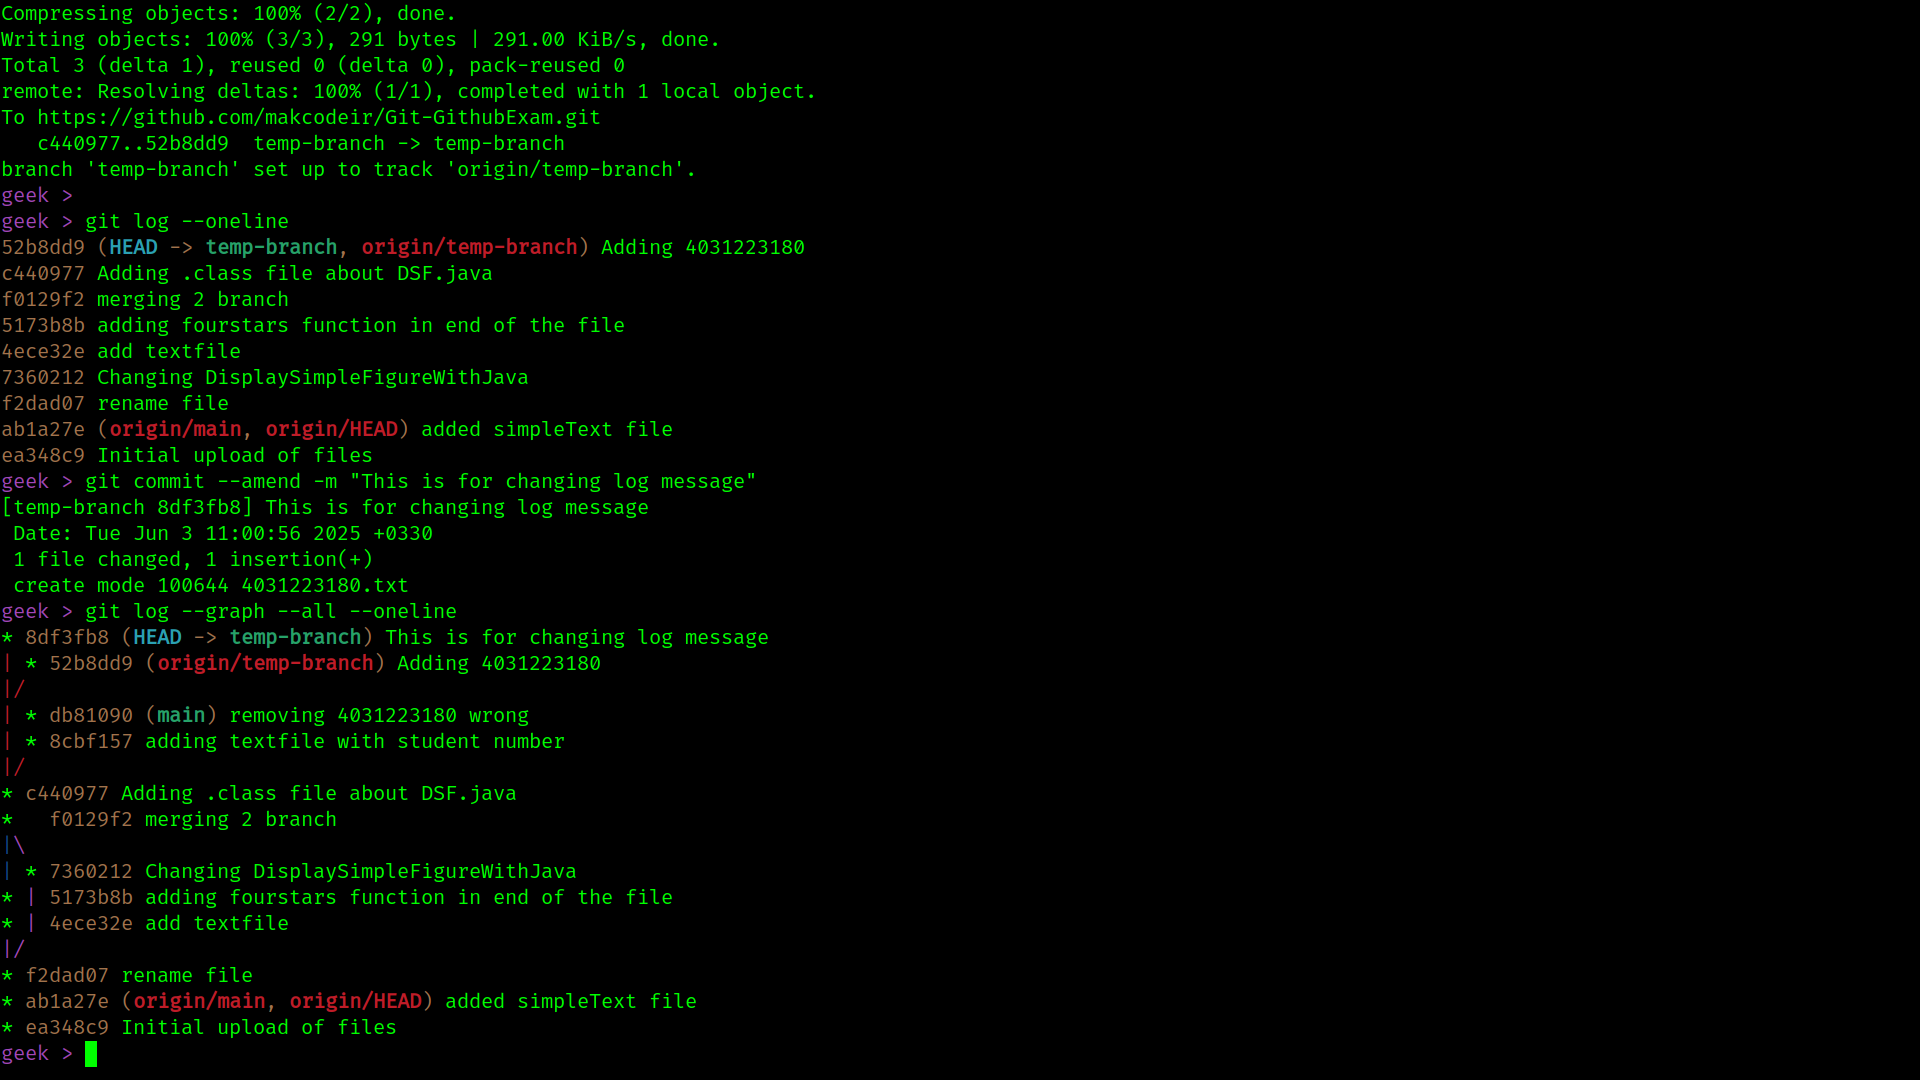 Compressing objects: 100% (2/2), done.
Writing objects: 100% (3/3), 291 bytes | 291.00 KiB/s, done.
Total 3 (delta 1), reused 0 (delta 0), pack-reused 0
remote: Resolving deltas: 100% (1/1), completed with 1 local object.
To https://github.com/makcodeir/Git-GithubExam.git
   c440977..52b8dd9  temp-branch -> temp-branch
branch 'temp-branch' set up to track 'origin/temp-branch'.
geek >
geek > git log --oneline
52b8dd9 (HEAD -> temp-branch, origin/temp-branch) Adding 4031223180
c440977 Adding .class file about DSF.java
f0129f2 merging 2 branch
5173b8b adding fourstars function in end of the file
4ece32e add textfile
7360212 Changing DisplaySimpleFigureWithJava
f2dad07 rename file
ab1a27e (origin/main, origin/HEAD) added simpleText file
ea348c9 Initial upload of files
geek > git commit --amend -m "This is for changing log message"
[temp-branch 8df3fb8] This is for changing log message
 Date: Tue Jun 3 11:00:56 2025 +0330
 1 file changed, 1 insertion(+)
 create mode 100644 4031223180.txt
geek > git log --graph --all --oneline
* 8df3fb8 (HEAD -> temp-branch) This is for changing log message
| * 52b8dd9 (origin/temp-branch) Adding 4031223180
|/
| * db81090 (main) removing 4031223180 wrong
| * 8cbf157 adding textfile with student number
|/
* c440977 Adding .class file about DSF.java
*   f0129f2 merging 2 branch
|\
| * 7360212 Changing DisplaySimpleFigureWithJava
* | 5173b8b adding fourstars function in end of the file
* | 4ece32e add textfile
|/
* f2dad07 rename file
* ab1a27e (origin/main, origin/HEAD) added simpleText file
* ea348c9 Initial upload of files
geek >